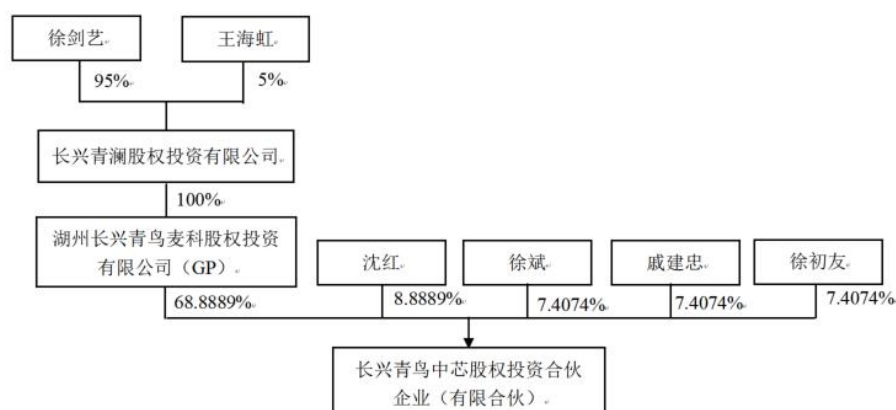 徐剑艺
王海虹
95%
5%
长兴青澜股权投资有限公司
100%
湖州长兴青鸟麦科股权投资
有限公司（GP）
沈红
徐斌
戚建忠
徐初友
68.8889%
8.8889%
7.4074%
7.4074%
7.4074%
长兴青鸟中芯股权投资合伙
企业（有限合伙）